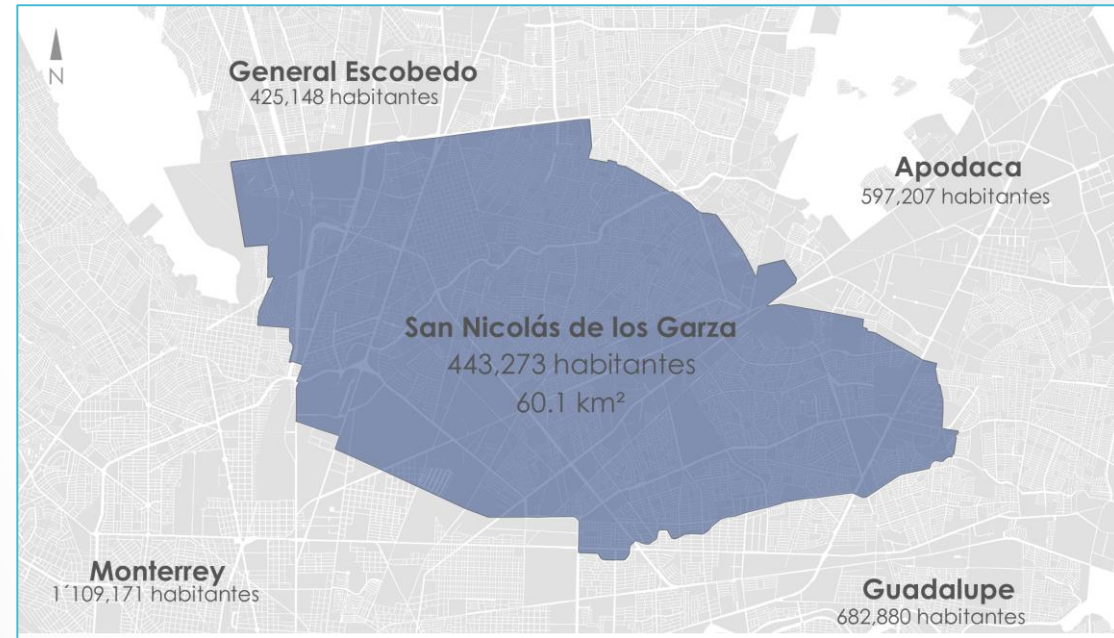 N
General Escobedo
425,148 habitantes
Apodaca
597,207 habitantes
San Nicolás de los Garza
443,273 habitantes
60.1 km²
Monterrey
1´109,171 habitantes
Guadalupe
682,880 habitantes